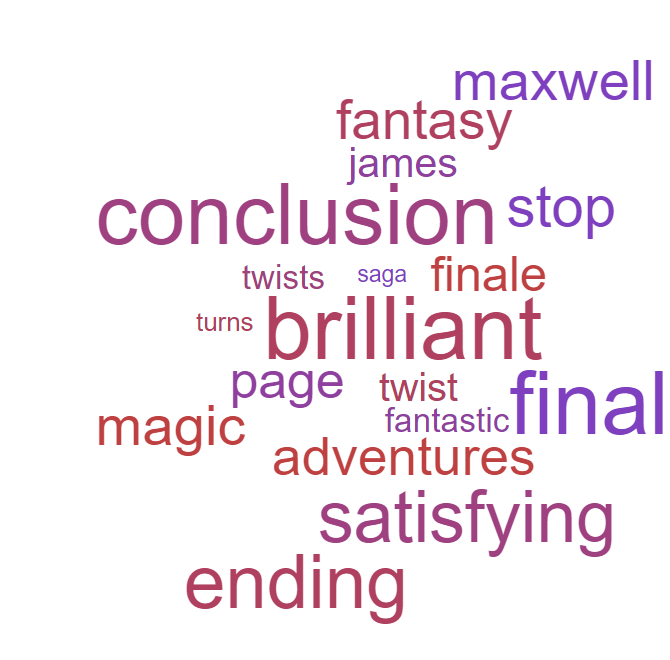 maxwell
fantasy
james
conclusion stop
twists saga finale
turns brilliant
page twist final
magic fantastic
adventures
satisfying
ending